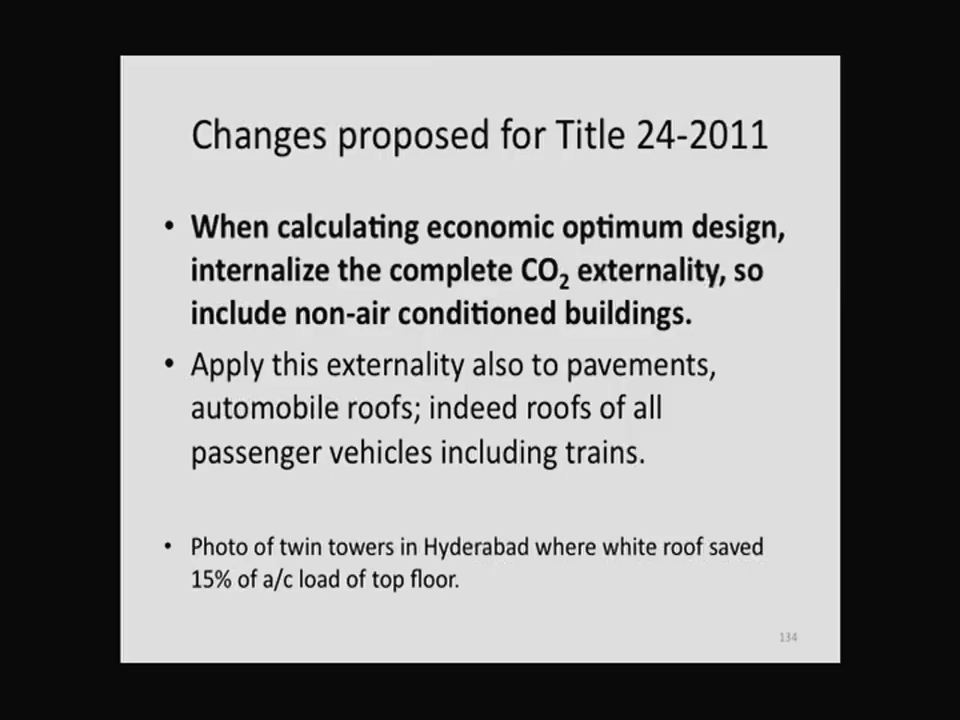 Changes proposed for Title 24-2011
• When calculating economic optimum design,
internalize the complete CO₂ externality, so
include non-air conditioned buildings.
• Apply this externality also to pavements,
automobile roofs; indeed roofs of all
passenger vehicles including trains.
• Photo of twin towers in Hyderabad where white roof saved
15% of a/c load of top floor.
134